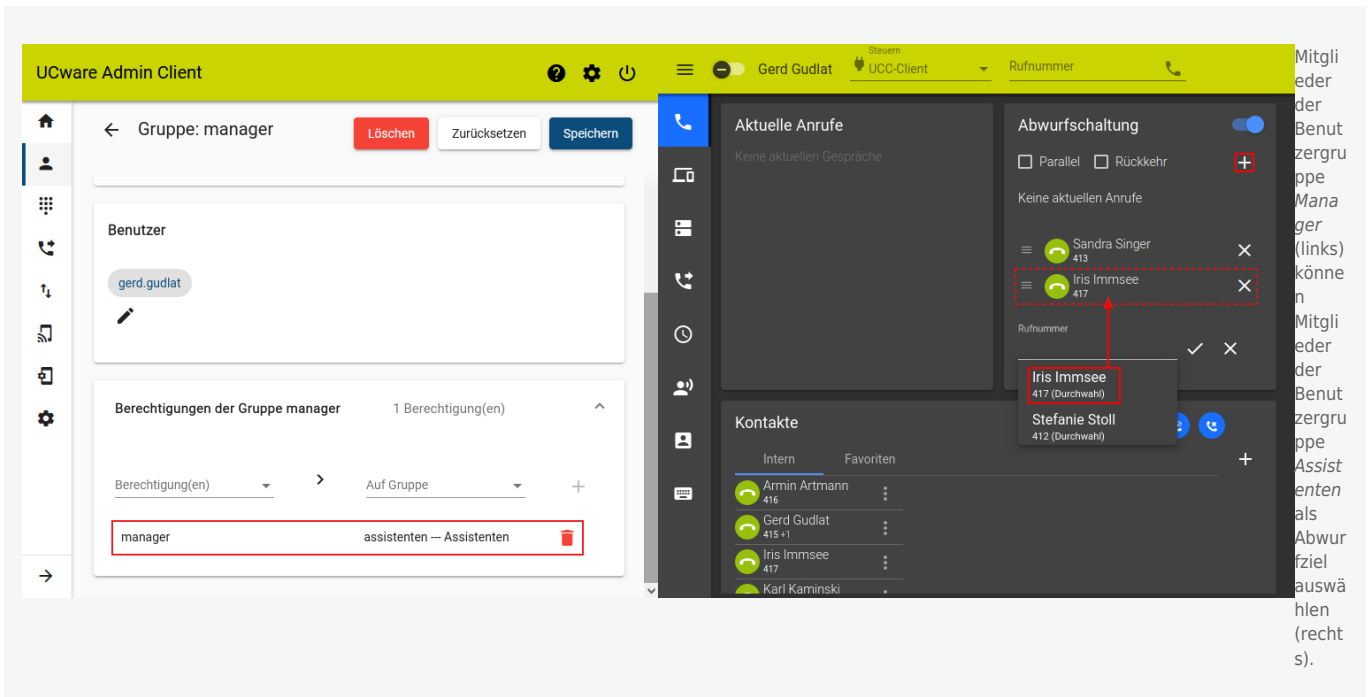 UCware Admin Client
Gruppe: manager
Löschen
Zurücksetzen
Speichern
Benutzer
gerd.gudlat
Berechtigungen der Gruppe manager
1 Berechtigung(en)
Berechtigung(en)
Auf Gruppe
manager
assistenten --- Assistenten
Gerd Gudlat
Steuern
UCC-Client
Rufnummer
Aktuelle Anrufe
Keine aktuellen Gespräche
Abwurfschaltung
Parallel
Rückkehr
Keine aktuellen Anrufe
Sandra Singer
413
Iris Immsee
417
Rufnummer
Iris Immsee
417 (Durchwahl)
Stefanie Stoll
412 (Durchwahl)
Kontakte
Intern
Favoriten
Armin Artmann
416
Gerd Gudlat
415 +1
Iris Immsee
417
Karl Kaminski
Mitgli
eder
der
Benut
zergru
ppe
Mana
ger
(links)
könne
n
Mitgli
eder
der
Benut
zergru
ppe
Assist
enten
als
Abwur
fziel
auswä
hlen
(recht
s).